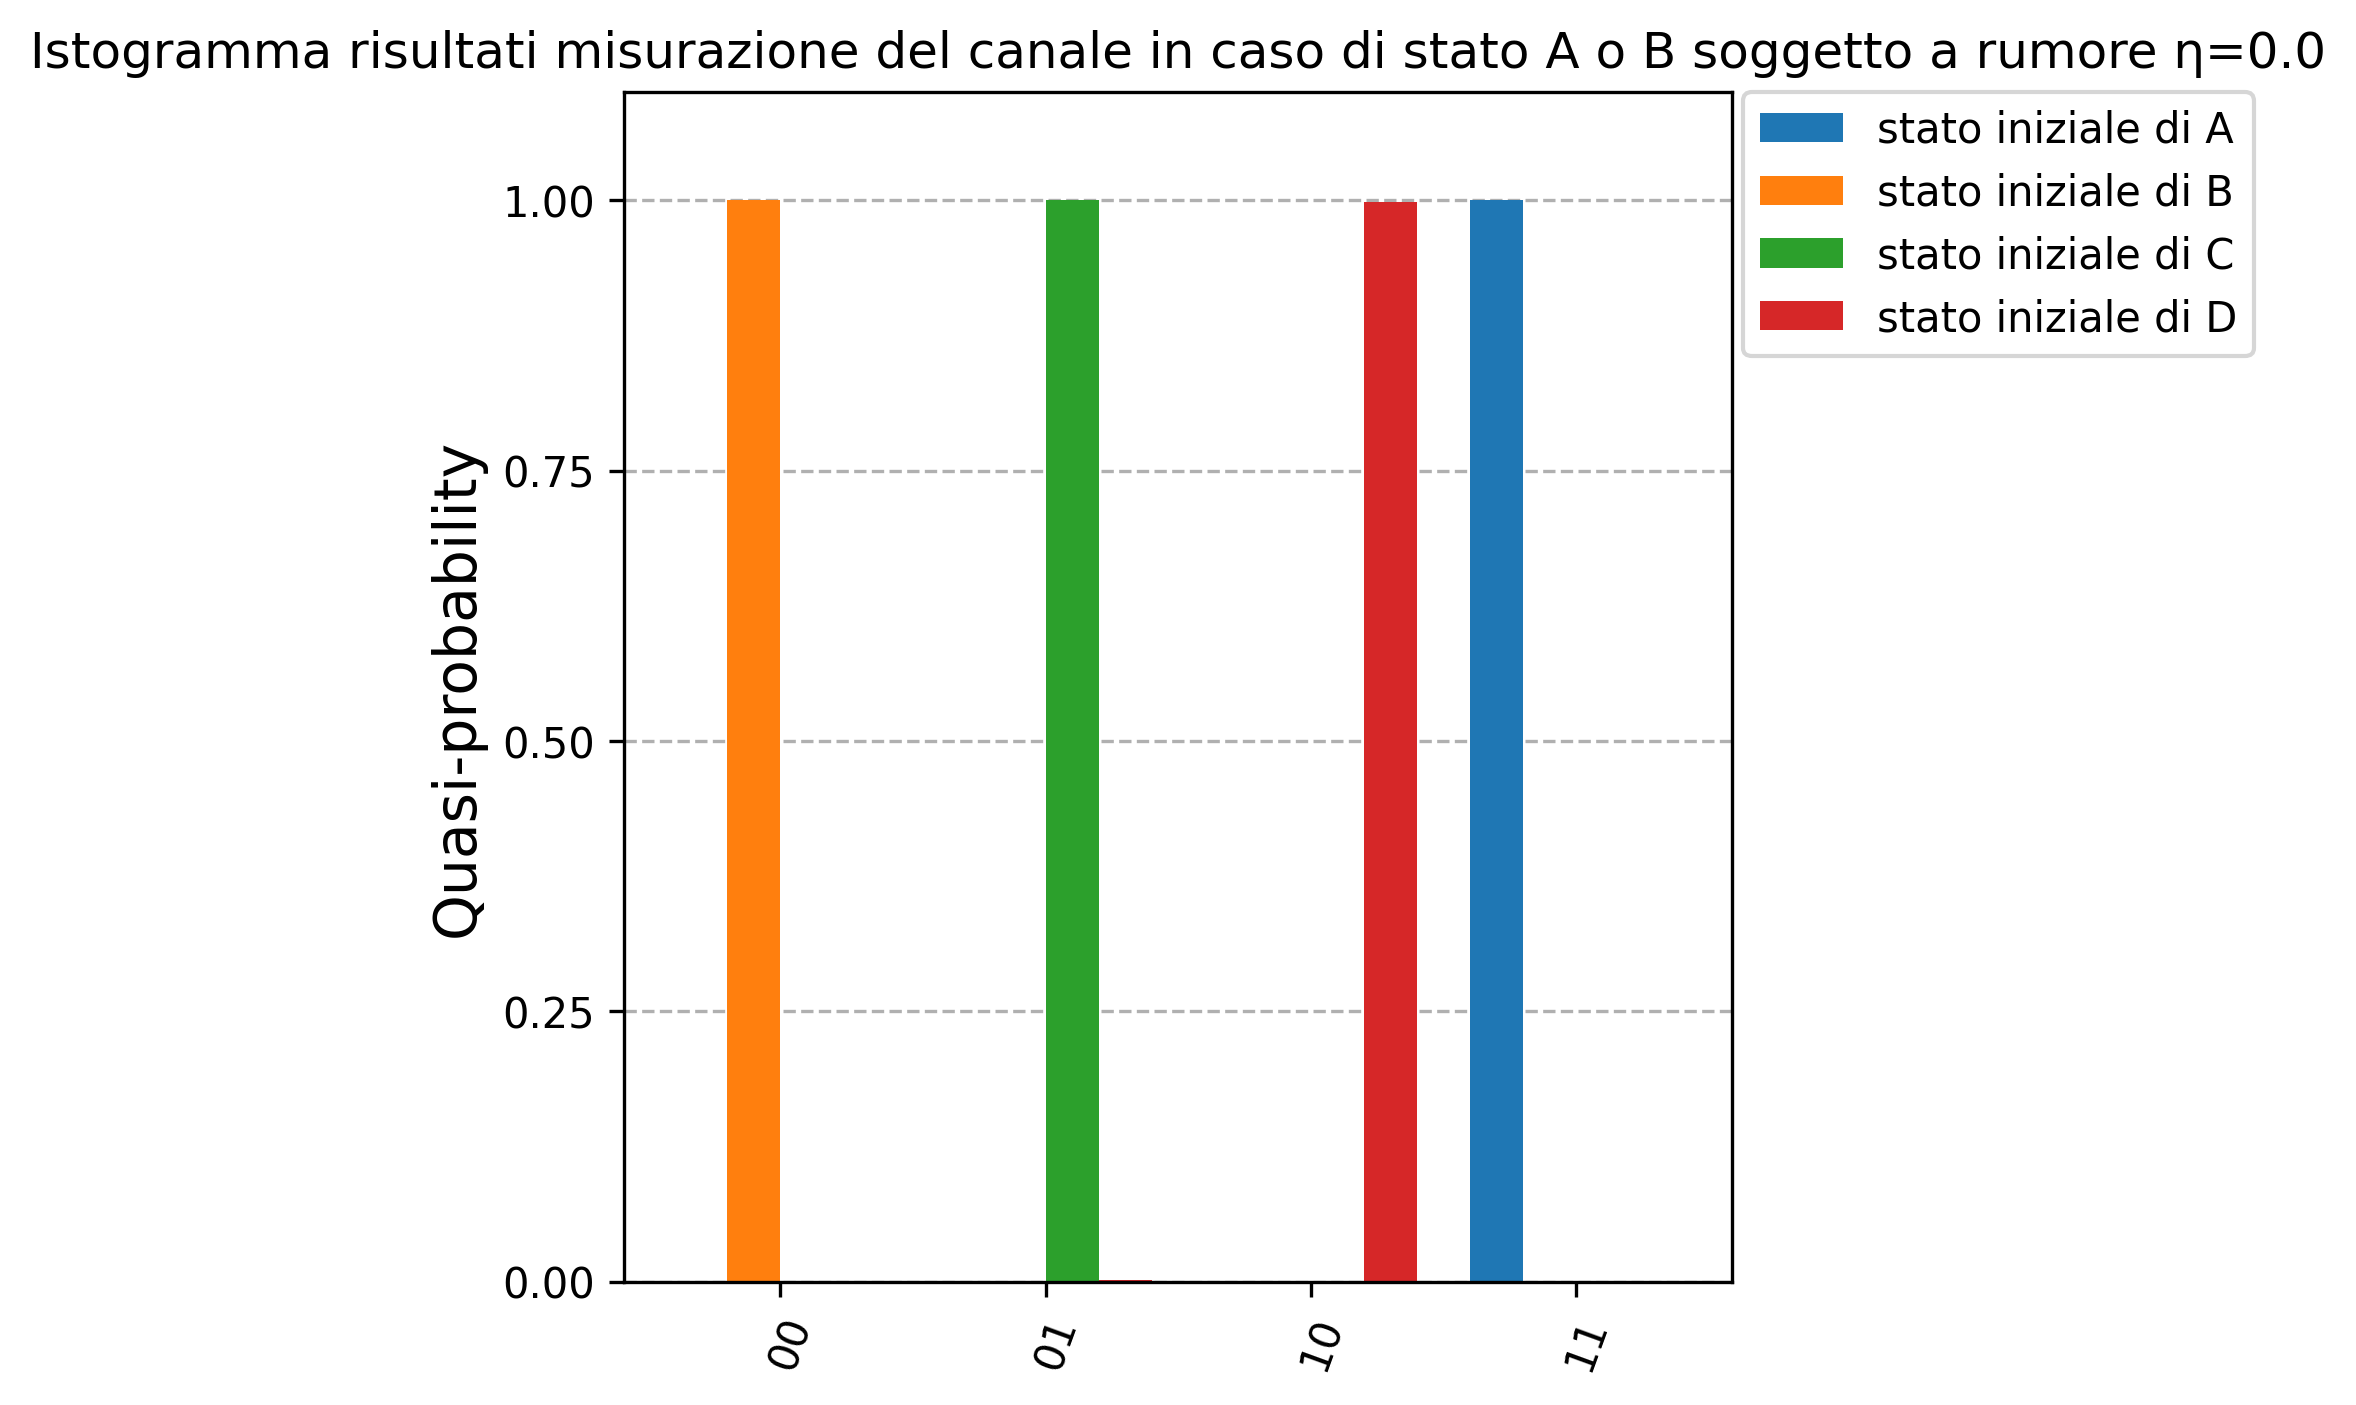 Istogramma risultati misurazione del canale in caso di stato A o B soggetto a rumore η=0.0
stato iniziale di A
stato iniziale di B
stato iniziale di C
stato iniziale di D
Quasi-probability
1.00
0.75
0.50
0.25
0.00
00
01
10
11